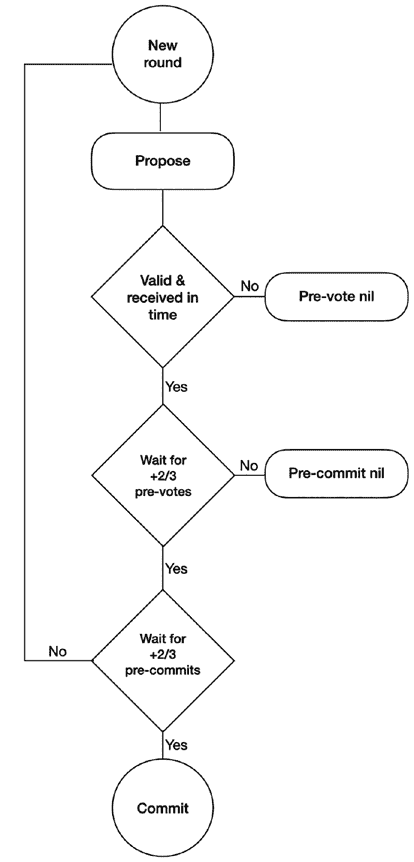 New
round
Propose
Valid &
received in
time
No
Pre-vote nil
Yes
Wait for
+2/3
pre-votes
No
Pre-commit nil
Yes
Wait for
+2/3
pre-commits
No
Yes
Commit